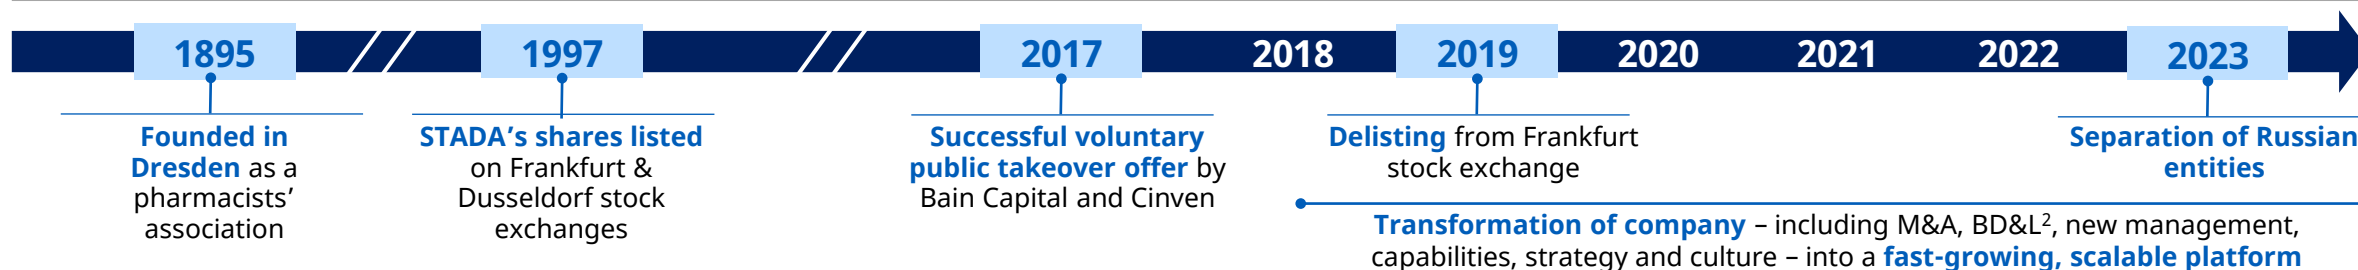 1895
1997
2017
2018
2019
2020
2021
2022
2023
Founded in
Dresden as a
pharmacists’
association
STADA’s shares listed
on Frankfurt &
Dusseldorf stock
exchanges
Successful voluntary
public takeover offer by
Bain Capital and Cinven
Delisting from Frankfurt
stock exchange
Separation of Russian
entities
Transformation of company – including M&A, BD&L², new management,
capabilities, strategy and culture – into a fast-growing, scalable platform